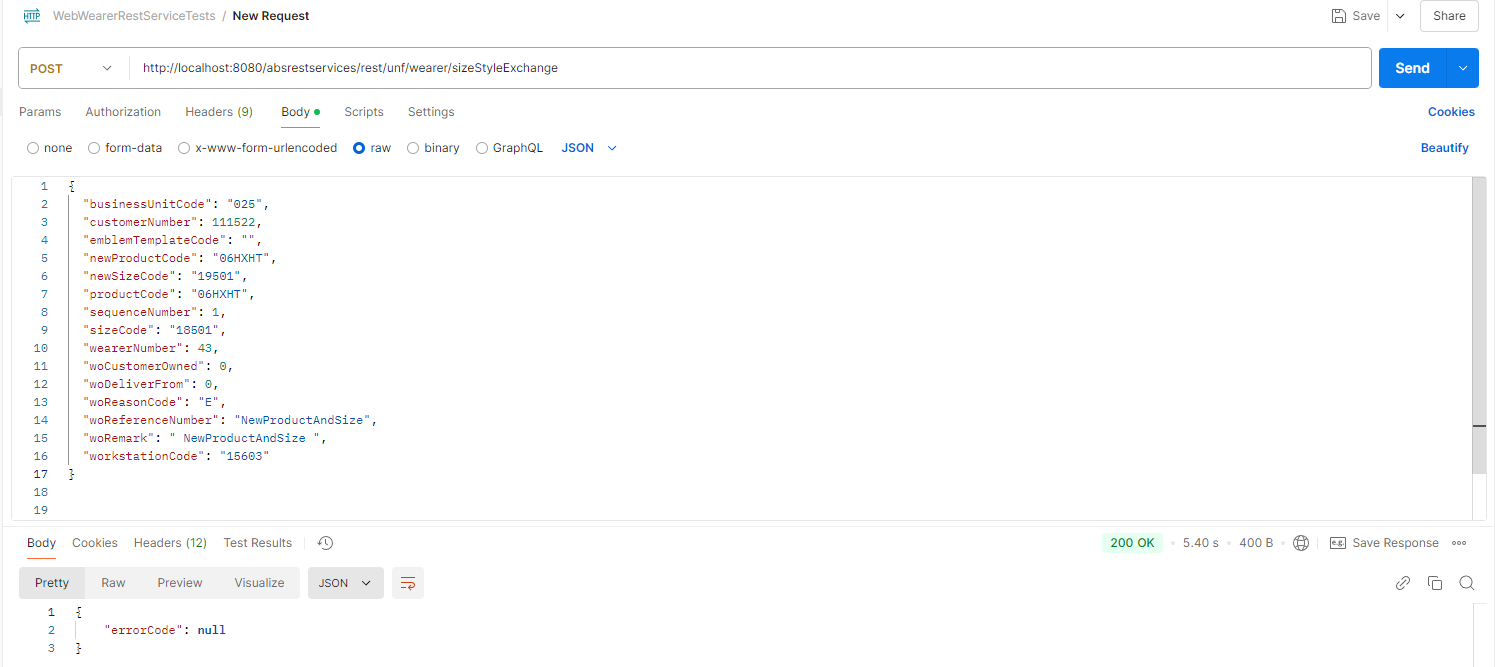 HTTP WebWearerRestServiceTests / New Request Save Share
POST http://localhost:8080/absrestservices/rest/unf/wearer/sizeStyleExchange Send
Params Authorization Headers (9) Body Scripts Settings Cookies
none form-data x-www-form-urlencoded raw binary GraphQL JSON Beautify
1 {
2 "businessUnitCode": "025",
3 "customerNumber": 111522,
4 "emblemTemplateCode": "",
5 "newProductCode": "06HXHT",
6 "newSizeCode": "19501",
7 "productCode": "06HXHT",
8 "sequenceNumber": 1,
9 "sizeCode": "18501",
10 "wearerNumber": 43,
11 "woCustomerOwned": 0,
12 "woDeliverFrom": 0,
13 "woReasonCode": "E",
14 "woReferenceNumber": "NewProductAndSize",
15 "woRemark": " NewProductAndSize ",
16 "workstationCode": "15603"
17 }
18
19
Body Cookies Headers (12) Test Results 200 OK • 5.40 s • 400 B • e.g. Save Response
Pretty Raw Preview Visualize JSON
1 {
2 "errorCode": null
3 }